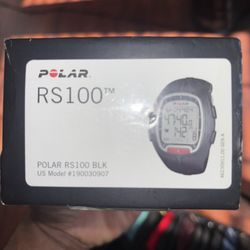 POLAR
RS100™
POLAR RS100 BLK
US Model #190030907